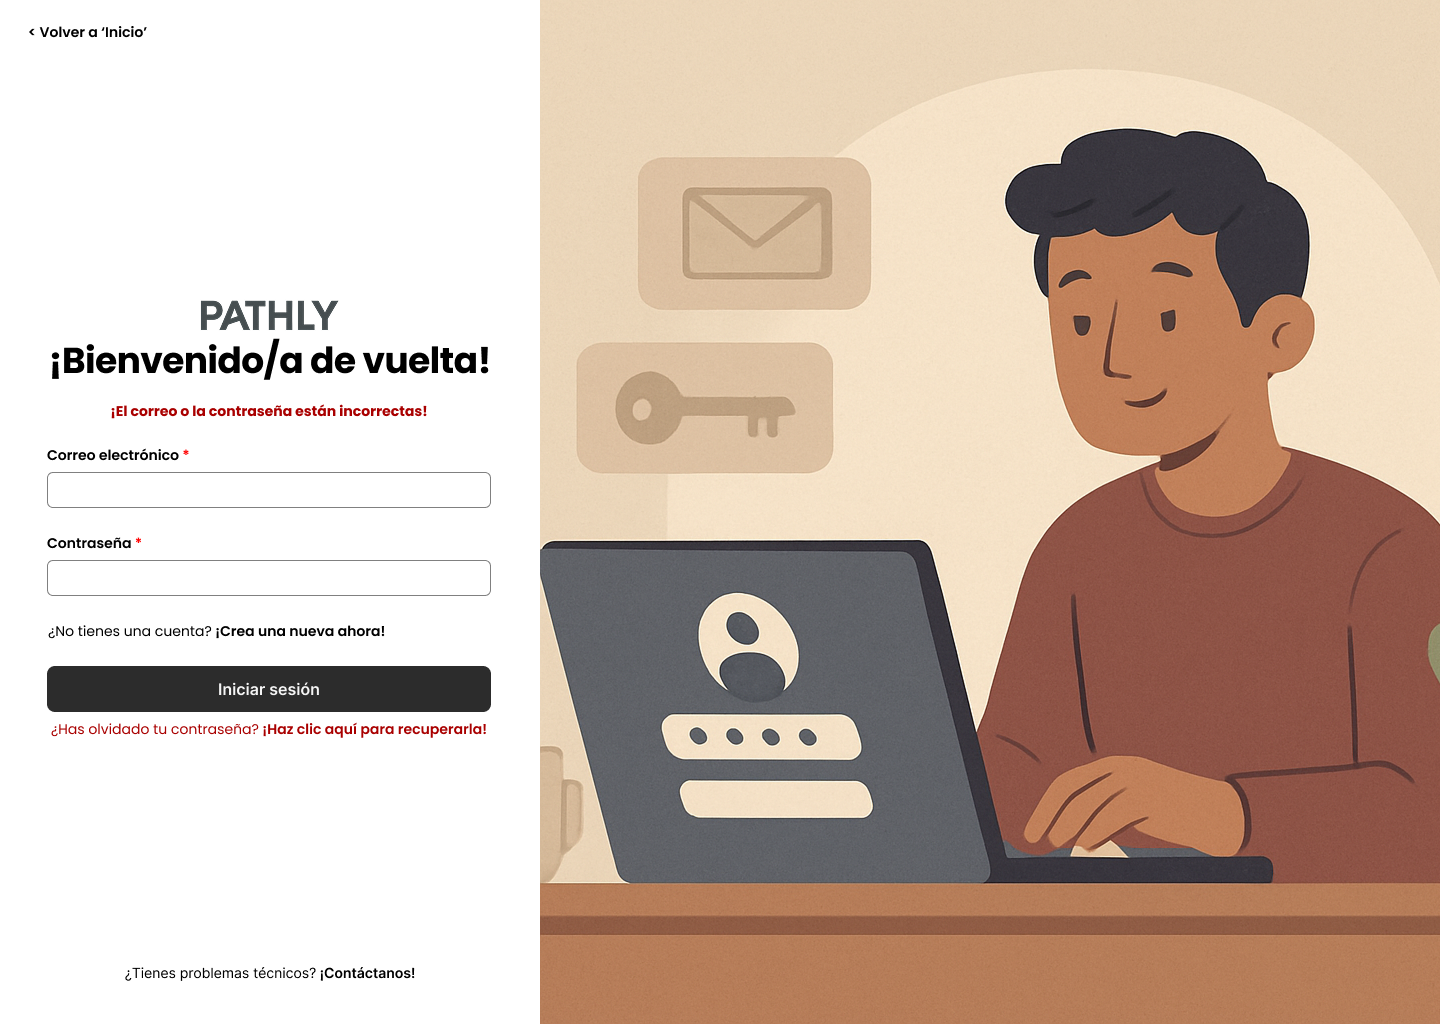 < Volver a ‘Inicio’
PATHLY
¡Bienvenido/a de vuelta!
¡El correo o la contraseña están incorrectas!
Correo electrónico *
Contraseña *
¿No tienes una cuenta? ¡Crea una nueva ahora!
Iniciar sesión
¿Has olvidado tu contraseña? ¡Haz clic aquí para recuperarla!
¿Tienes problemas técnicos? ¡Contáctanos!